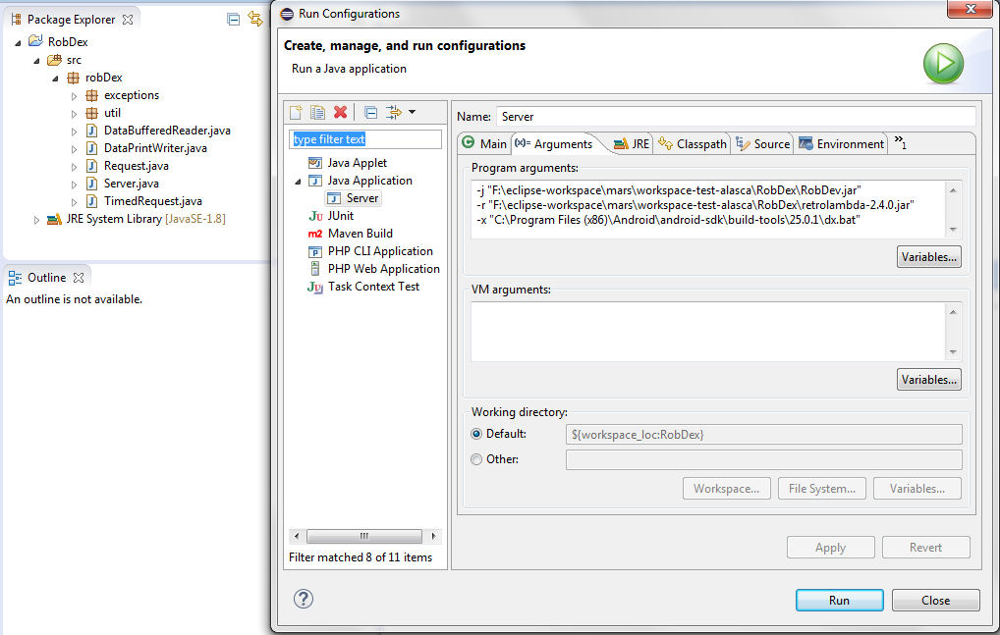 Package Explorer
RobDex
src
robDex
exceptions
util
DataBufferedReader.java
DataPrintWriter.java
Request.java
Server.java
TimedRequest.java
JRE System Library [JavaSE-1.8]
Outline
An outline is not available.
Run Configurations
Create, manage, and run configurations
Run a Java application
type filter text
Java Applet
Java Application
Server
JUnit
Maven Build
PHP CLI Application
PHP Web Application
Task Context Test
Filter matched 8 of 11 items
Name: Server
Main (x)= Arguments JRE Classpath Source Environment »1
Program arguments:
-j "F:\eclipse-workspace\mars\workspace-test-alasca\RobDex\RobDev.jar"
-r "F:\eclipse-workspace\mars\workspace-test-alasca\RobDex\retrolambda-2.4.0.jar"
-x "C:\Program Files (x86)\Android\android-sdk\build-tools\25.0.1\dx.bat"
Variables...
VM arguments:
Variables...
Working directory:
Default: ${workspace_loc:RobDex}
Other:
Workspace... File System... Variables...
Apply Revert
Run Close